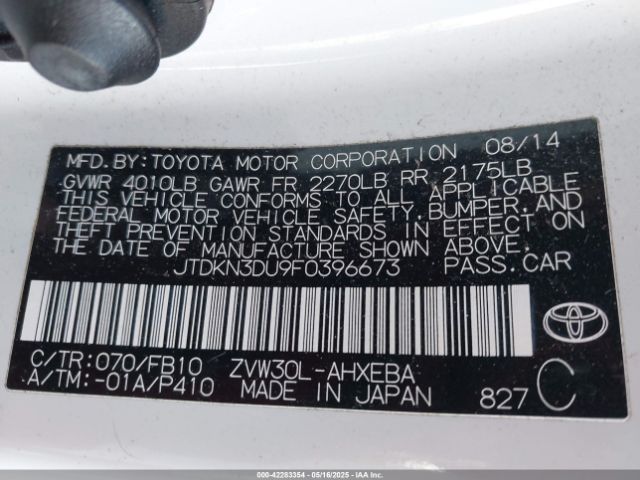 MFD. BY: TOYOTA MOTOR CORPORATION 08/14
GVWR 4010LB GAWR FR 2270LB RR 2175LB
THIS VEHICLE CONFORMS TO ALL APPLICABLE
FEDERAL MOTOR VEHICLE SAFETY, BUMPER, AND
THEFT PREVENTION STANDARDS IN EFFECT ON
THE DATE OF MANUFACTURE SHOWN ABOVE.
JTDKN3DU9F0396673 PASS. CAR
C/TR: 070/FB10 ZVW30L-AHXEBA
A/TM: -01A/P410 MADE IN JAPAN 827 C
000-42283354 - 05/16/2025 - IAA Inc.